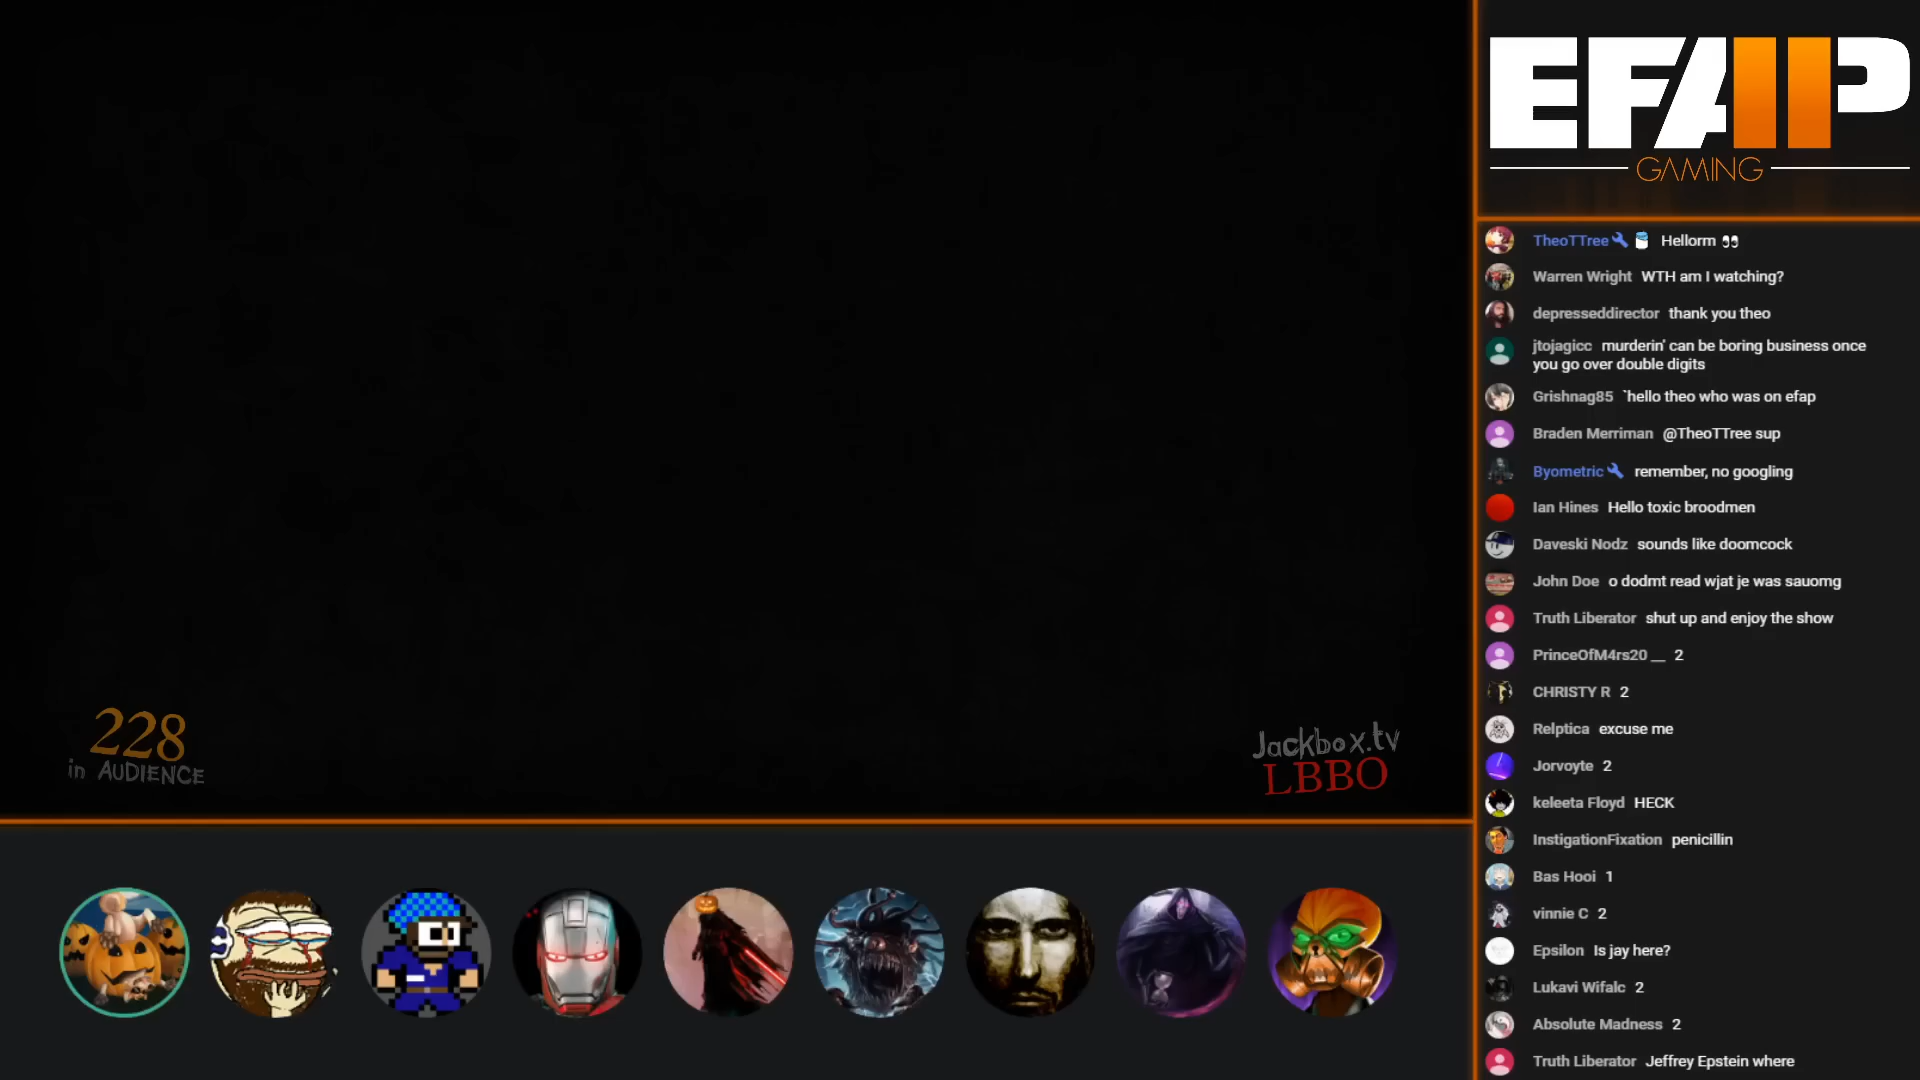 EFAIIP
GAMING
TheoTTree Hellorm
Warren Wright WTH am I watching?
depresseddirector thank you theo
jtojagicc murderin' can be boring business once
you go over double digits
Grishnag85 `hello theo who was on efap
Braden Merriman @TheoTTree sup
Byometric remember, no googling
Ian Hines Hello toxic broodmen
Daveski Nodz sounds like doomcock
John Doe o dodmt read wjat je was sauomg
Truth Liberator shut up and enjoy the show
PrinceOfM4rs20 __ 2
CHRISTY R 2
Relptica excuse me
Jorvoyte 2
keleeta Floyd HECK
InstigationFixation penicillin
Bas Hooi 1
vinnie C 2
Epsilon Is jay here?
Lukavi Wifalc 2
Absolute Madness 2
Truth Liberator Jeffrey Epstein where
228
in AUDIENCE
Jackbox.tv
LBBO